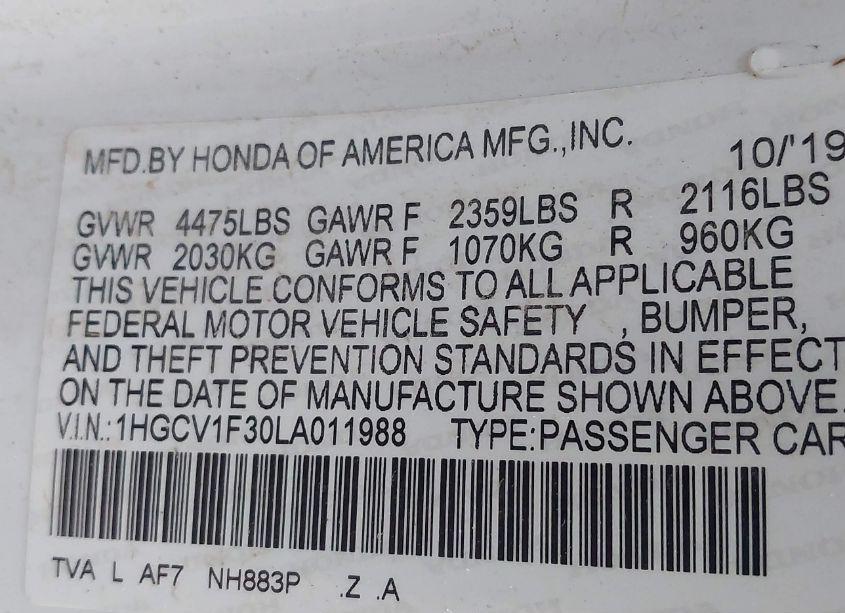 MFD.BY HONDA OF AMERICA MFG.,INC. 10/'19
GVWR 4475LBS GAWR F 2359LBS R 2116LBS
GVWR 2030KG GAWR F 1070KG R 960KG
THIS VEHICLE CONFORMS TO ALL APPLICABLE
FEDERAL MOTOR VEHICLE SAFETY , BUMPER,
AND THEFT PREVENTION STANDARDS IN EFFECT
ON THE DATE OF MANUFACTURE SHOWN ABOVE.
V.I.N.:1HGCV1F30LA011988 TYPE:PASSENGER CAR
TVA L AF7 NH883P .Z .A